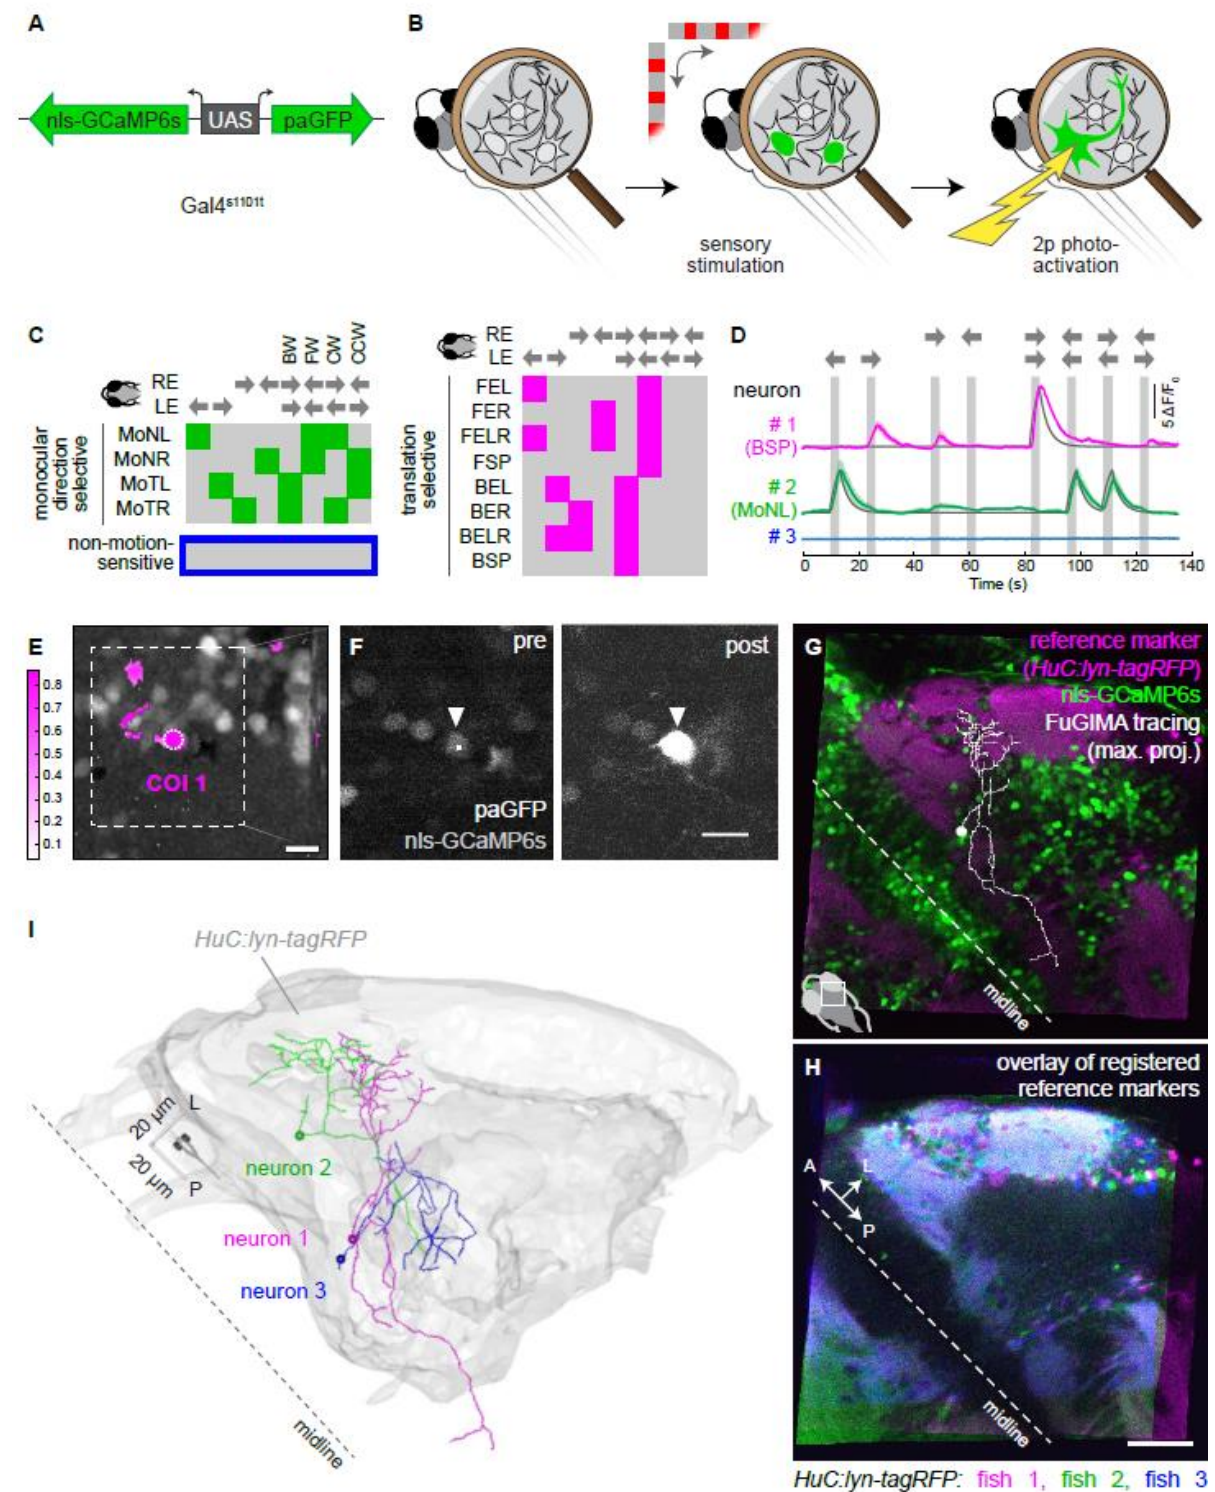 A
nls-GCaMP6s
UAS
paGFP
Gal4s1101t
B
sensory
stimulation
2p photo-
activation
C
BW
FW
CW
CCW
RE
LE
monocular
direction
selective
MoNL
MoNR
MoTL
MoTR
non-motion-
sensitive
RE
LE
translation
selective
FEL
FER
FELR
FSP
BEL
BER
BELR
BSP
D
neuron
# 1
(BSP)
# 2
(MoNL)
# 3
5 ΔF/F0
0 20 40 60 80 100 120 140
Time (s)
E
0.8
0.7
0.6
0.5
0.4
0.3
0.2
0.1
COI 1
F
pre
paGFP
nls-GCaMP6s
post
G
reference marker
(HuC:lyn-tagRFP)
nls-GCaMP6s
FuGIMA tracing
(max. proj.)
midline
H
overlay of registered
reference markers
A
L
P
midline
HuC:lyn-tagRFP: fish 1, fish 2, fish 3
I
HuC:lyn-tagRFP
20 µm
L
20 µm
P
neuron 2
neuron 1
neuron 3
midline